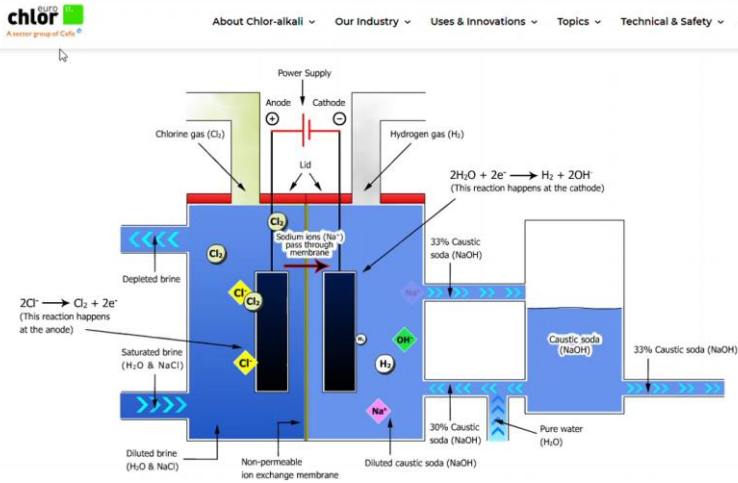 euro
chlor
A sector group of Cefic
About Chlor-alkali
Our Industry
Uses & Innovations
Topics
Technical & Safety
Power Supply
Anode
Cathode
+
−
Chlorine gas (Cl₂)
Hydrogen gas (H₂)
Lid
2H₂O + 2e⁻ → H₂ + 2OH⁻
(This reaction happens at the cathode)
Cl₂
Sodium ions (Na⁺)
pass through
membrane
33% Caustic
soda (NaOH)
Cl₂
Depleted brine
Cl⁻
Cl₂
Na⁺
2Cl⁻ → Cl₂ + 2e⁻
(This reaction happens
at the anode)
H₂
OH⁻
Caustic soda
(NaOH)
Saturated brine
(H₂O & NaCl)
Cl⁻
H₂
33% Caustic soda (NaOH)
Na⁺
30% Caustic
soda (NaOH)
Pure water
(H₂O)
Diluted brine
(H₂O & NaCl)
Non-permeable
ion exchange membrane
Diluted caustic soda (NaOH)